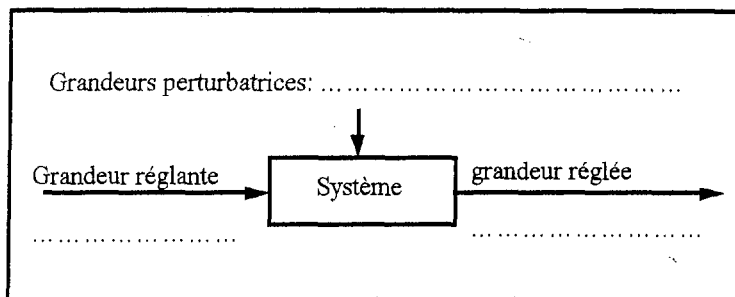 Grandeurs perturbatrices: ………………………………………
Grandeur réglante
Système
grandeur réglée
……………………
………………………